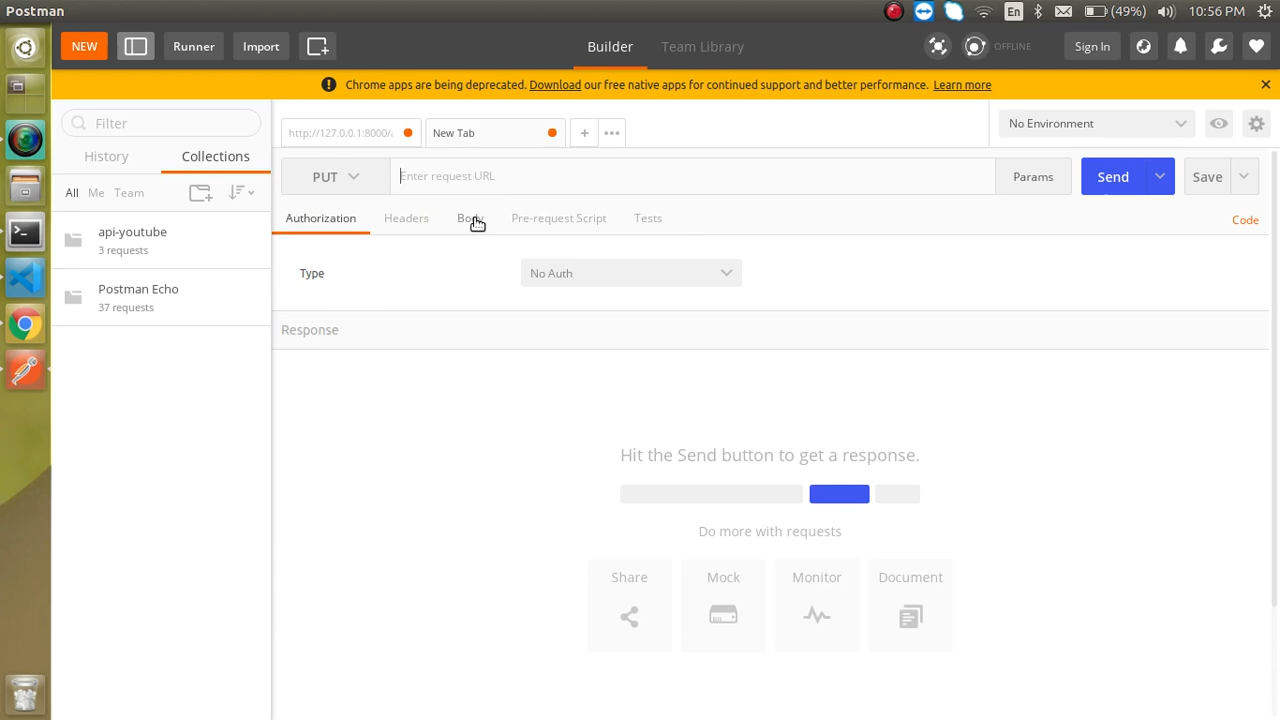 Postman
En
(49%)
10:56 PM
NEW
Runner
Import
Builder
Team Library
OFFLINE
Sign In
Chrome apps are being deprecated. Download our free native apps for continued support and better performance. Learn more
Filter
History
Collections
All Me Team
api-youtube
3 requests
Postman Echo
37 requests
http://127.0.0.1:8000/
New Tab
No Environment
PUT
Enter request URL
Params
Send
Save
Authorization
Headers
Body
Pre-request Script
Tests
Code
Type
No Auth
Response
Hit the Send button to get a response.
Do more with requests
Share
Mock
Monitor
Document